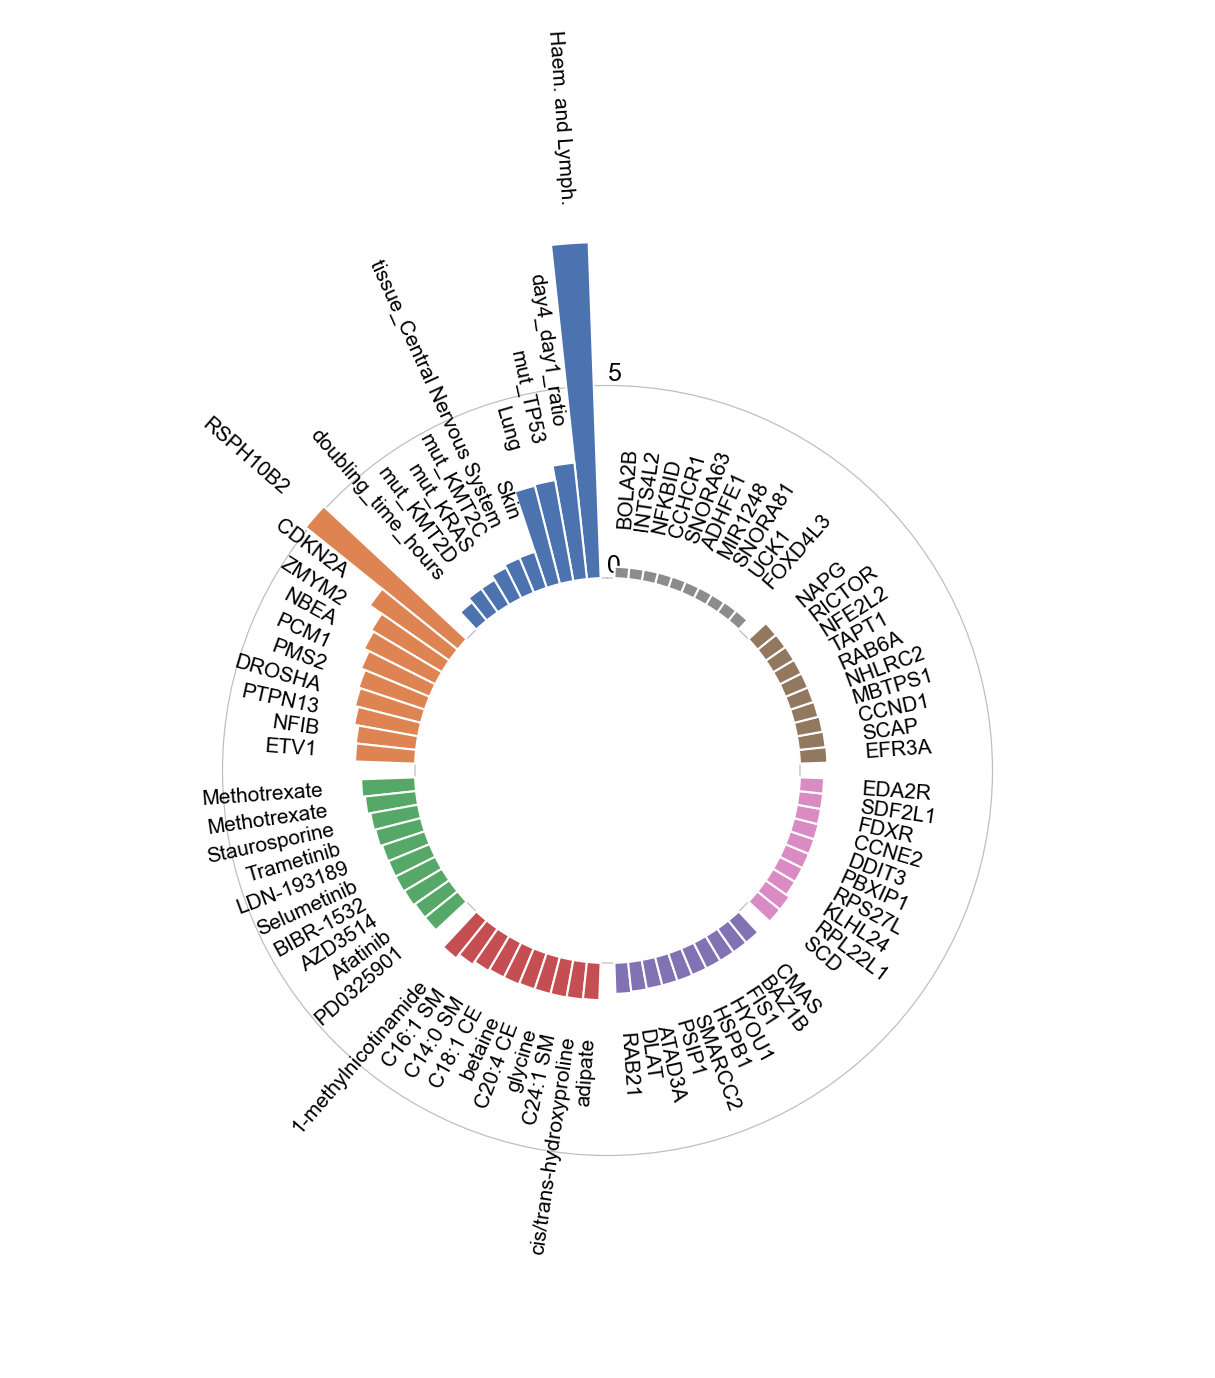 Haem. and Lymph.
day4_day1_ratio
mut_TP53
Lung
Skin
tissue_Central Nervous System
mut_KMT2C
mut_KRAS
mut_KMT2D
doubling_time_hours
RSPH10B2
CDKN2A
ZMYM2
NBEA
PCM1
PMS2
DROSHA
PTPN13
NFIB
ETV1
Methotrexate
Methotrexate
Staurosporine
Trametinib
LDN-193189
Selumetinib
BIBR-1532
AZD3514
Afatinib
PD0325901
1-methylnicotinamide
C16:1 SM
C14:0 SM
C18:1 CE
betaine
C20:4 CE
glycine
C24:1 SM
cis/trans-hydroxyproline
adipate
RAB21
DLAT
ATAD3A
PSIP1
SMARCC2
HSPB1
HYOU1
FIS1
BAZ1B
CMAS
SCD
RPL22L1
KLHL24
RPS27L
PBXIP1
DDIT3
CCNE2
FDXR
SDF2L1
EDA2R
EFR3A
SCAP
CCND1
MBTPS1
NHLRC2
RAB6A
TAPT1
NFE2L2
RICTOR
NAPG
FOXD4L3
UCK1
SNORA81
MIR1248
ADHFE1
SNORA63
CCHCR1
NFKBID
INTS4L2
BOLA2B
5
0